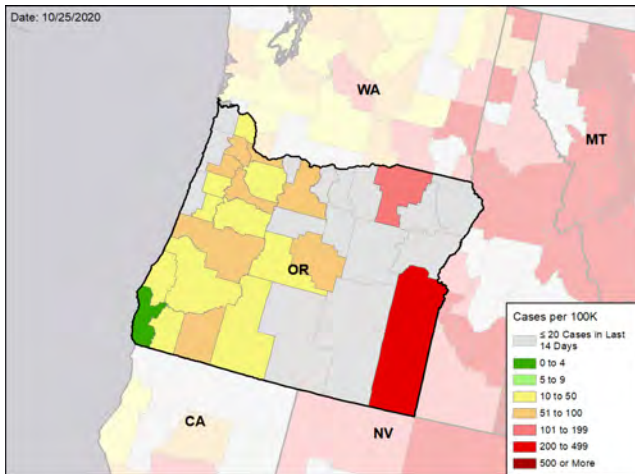 Date: 10/25/2020
WA
MT
OR
CA
NV
Cases per 100K
≤ 20 Cases in Last
14 Days
0 to 4
5 to 9
10 to 50
51 to 100
101 to 199
200 to 499
500 or More